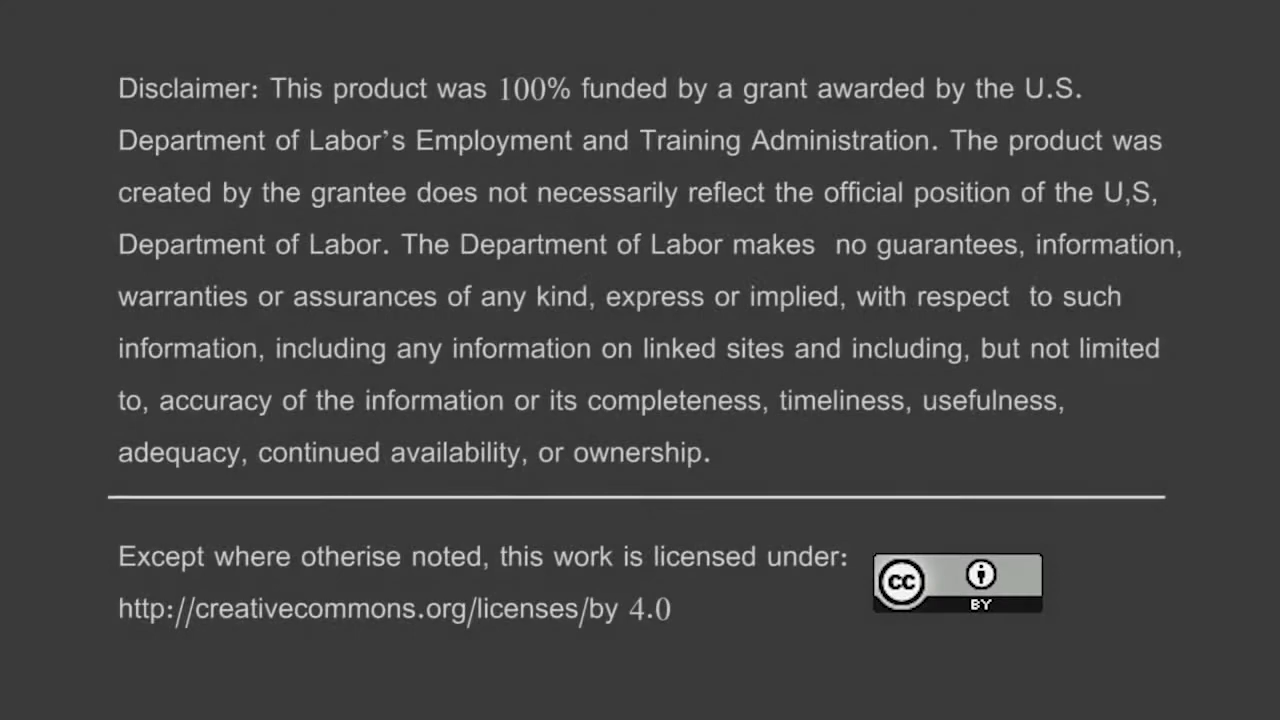 Disclaimer: This product was 100% funded by a grant awarded by the U.S.
Department of Labor's Employment and Training Administration. The product was
created by the grantee does not necessarily reflect the official position of the U,S,
Department of Labor. The Department of Labor makes  no guarantees, information,
warranties or assurances of any kind, express or implied, with respect  to such
information, including any information on linked sites and including, but not limited
to, accuracy of the information or its completeness, timeliness, usefulness,
adequacy, continued availability, or ownership.
Except where otherise noted, this work is licensed under:
http://creativecommons.org/licenses/by 4.0
cc
BY